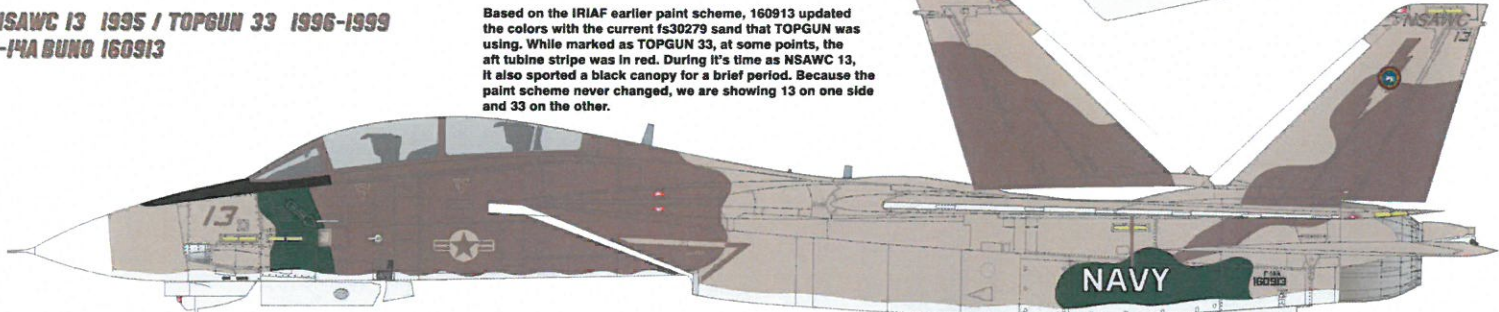 NSAWC 13 1995 / TOPGUN 33 1996-1999
-14A BUNO 160913
Based on the IRIAF earlier paint scheme, 160913 updated
the colors with the current fs30279 sand that TOPGUN was
using. While marked as TOPGUN 33, at some points, the
aft tubine stripe was in red. During it's time as NSAWC 13,
it also sported a black canopy for a brief period. Because the
paint scheme never changed, we are showing 13 on one side
and 33 on the other.
NSAWC
13
13
NAVY
F-14A
160913